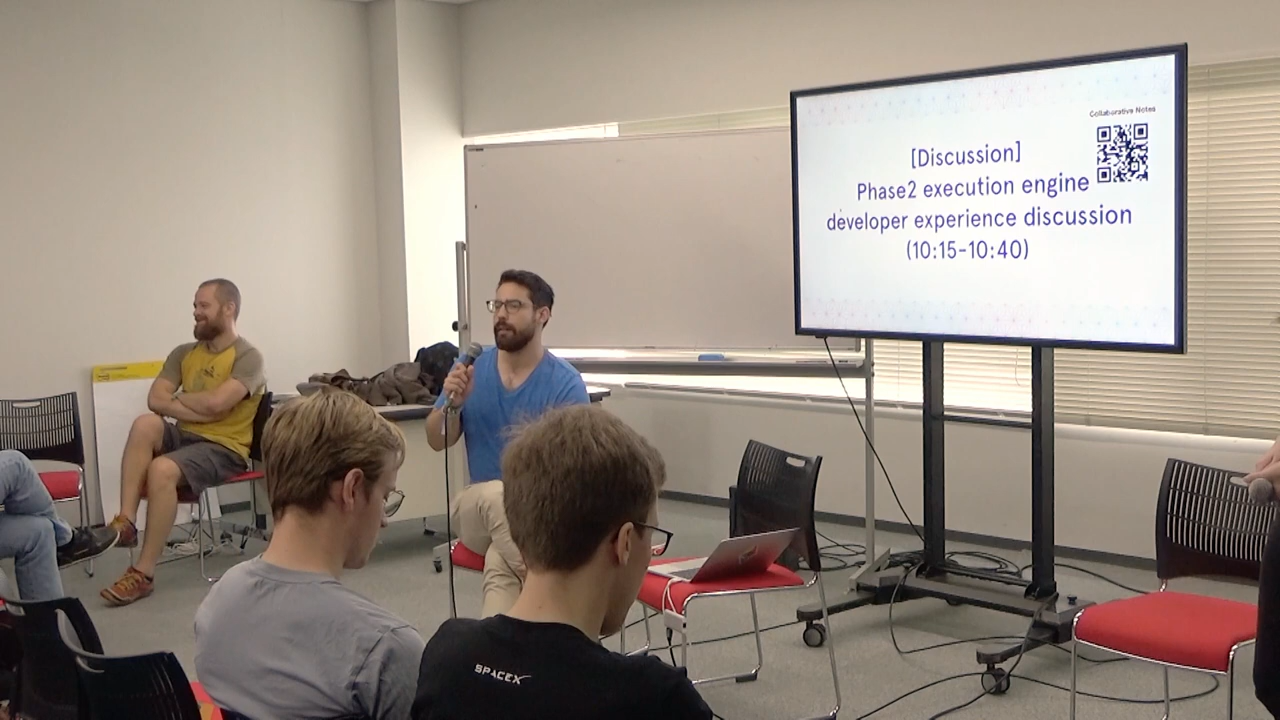 Collaborative Notes
[Discussion]
Phase2 execution engine
developer experience discussion
(10:15-10:40)
SPACEX